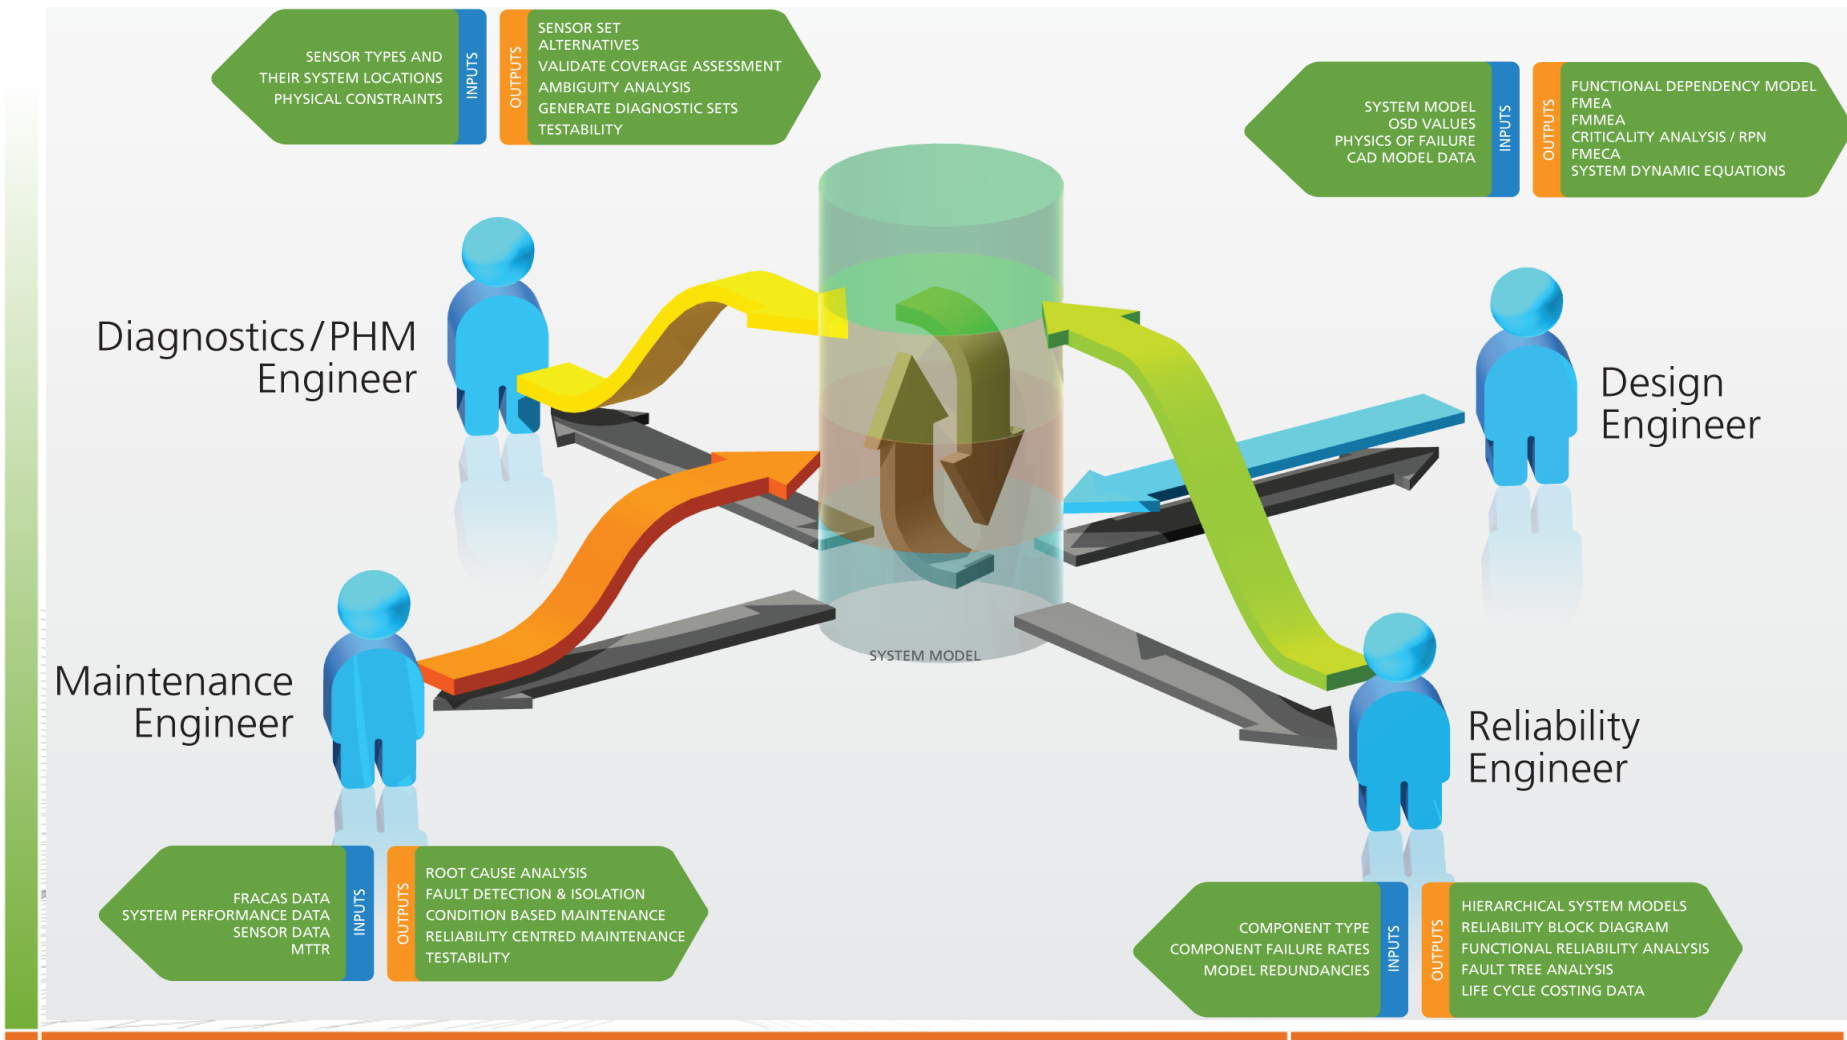 SENSOR TYPES AND
THEIR SYSTEM LOCATIONS
PHYSICAL CONSTRAINTS
INPUTS
OUTPUTS
SENSOR SET
ALTERNATIVES
VALIDATE COVERAGE ASSESSMENT
AMBIGUITY ANALYSIS
GENERATE DIAGNOSTIC SETS
TESTABILITY
SYSTEM MODEL
OSD VALUES
PHYSICS OF FAILURE
CAD MODEL DATA
INPUTS
OUTPUTS
FUNCTIONAL DEPENDENCY MODEL
FMEA
FMMEA
CRITICALITY ANALYSIS / RPN
FMECA
SYSTEM DYNAMIC EQUATIONS
Diagnostics/PHM
Engineer
Design
Engineer
SYSTEM MODEL
Maintenance
Engineer
Reliability
Engineer
FRACAS DATA
SYSTEM PERFORMANCE DATA
SENSOR DATA
MTTR
INPUTS
OUTPUTS
ROOT CAUSE ANALYSIS
FAULT DETECTION & ISOLATION
CONDITION BASED MAINTENANCE
RELIABILITY CENTRED MAINTENANCE
TESTABILITY
COMPONENT TYPE
COMPONENT FAILURE RATES
MODEL REDUNDANCIES
INPUTS
OUTPUTS
HIERARCHICAL SYSTEM MODELS
RELIABILITY BLOCK DIAGRAM
FUNCTIONAL RELIABILITY ANALYSIS
FAULT TREE ANALYSIS
LIFE CYCLE COSTING DATA